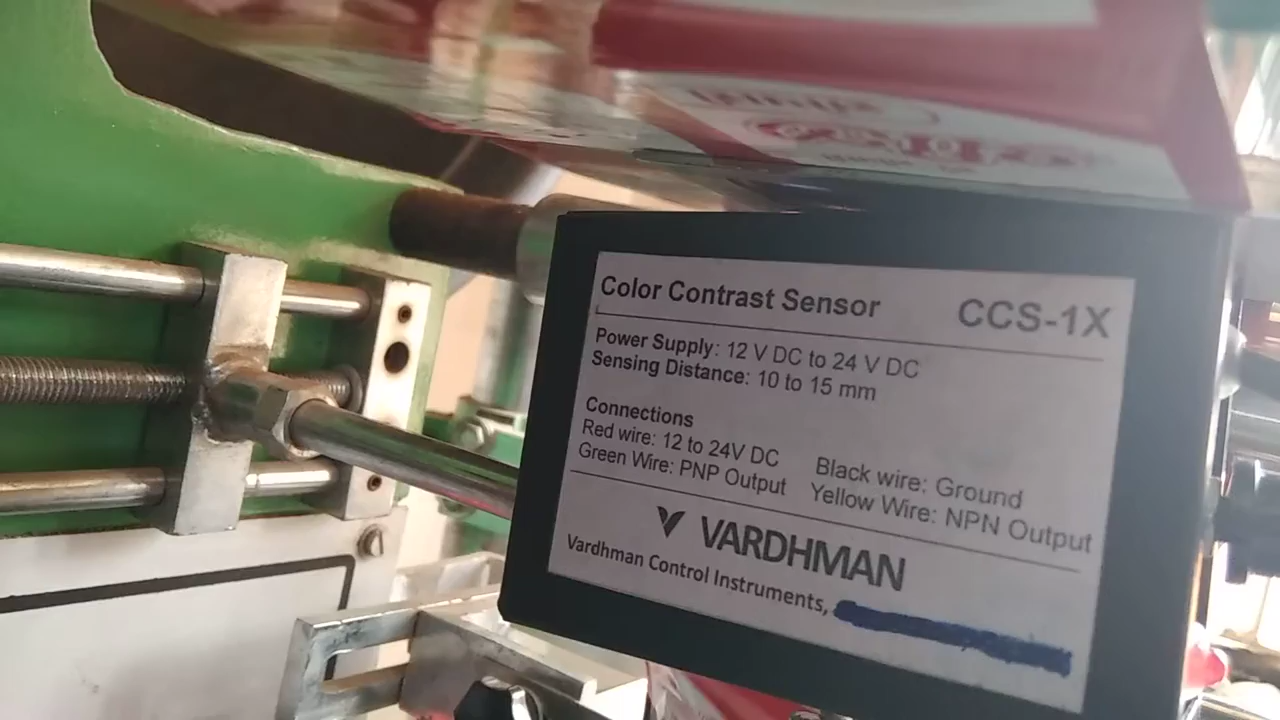 Color Contrast Sensor CCS-1X
Power Supply: 12 V DC to 24 V DC
Sensing Distance: 10 to 15 mm
Connections
Red wire: 12 to 24V DC Black wire: Ground
Green Wire: PNP Output Yellow Wire: NPN Output
VARDHMAN
Vardhman Control Instruments,